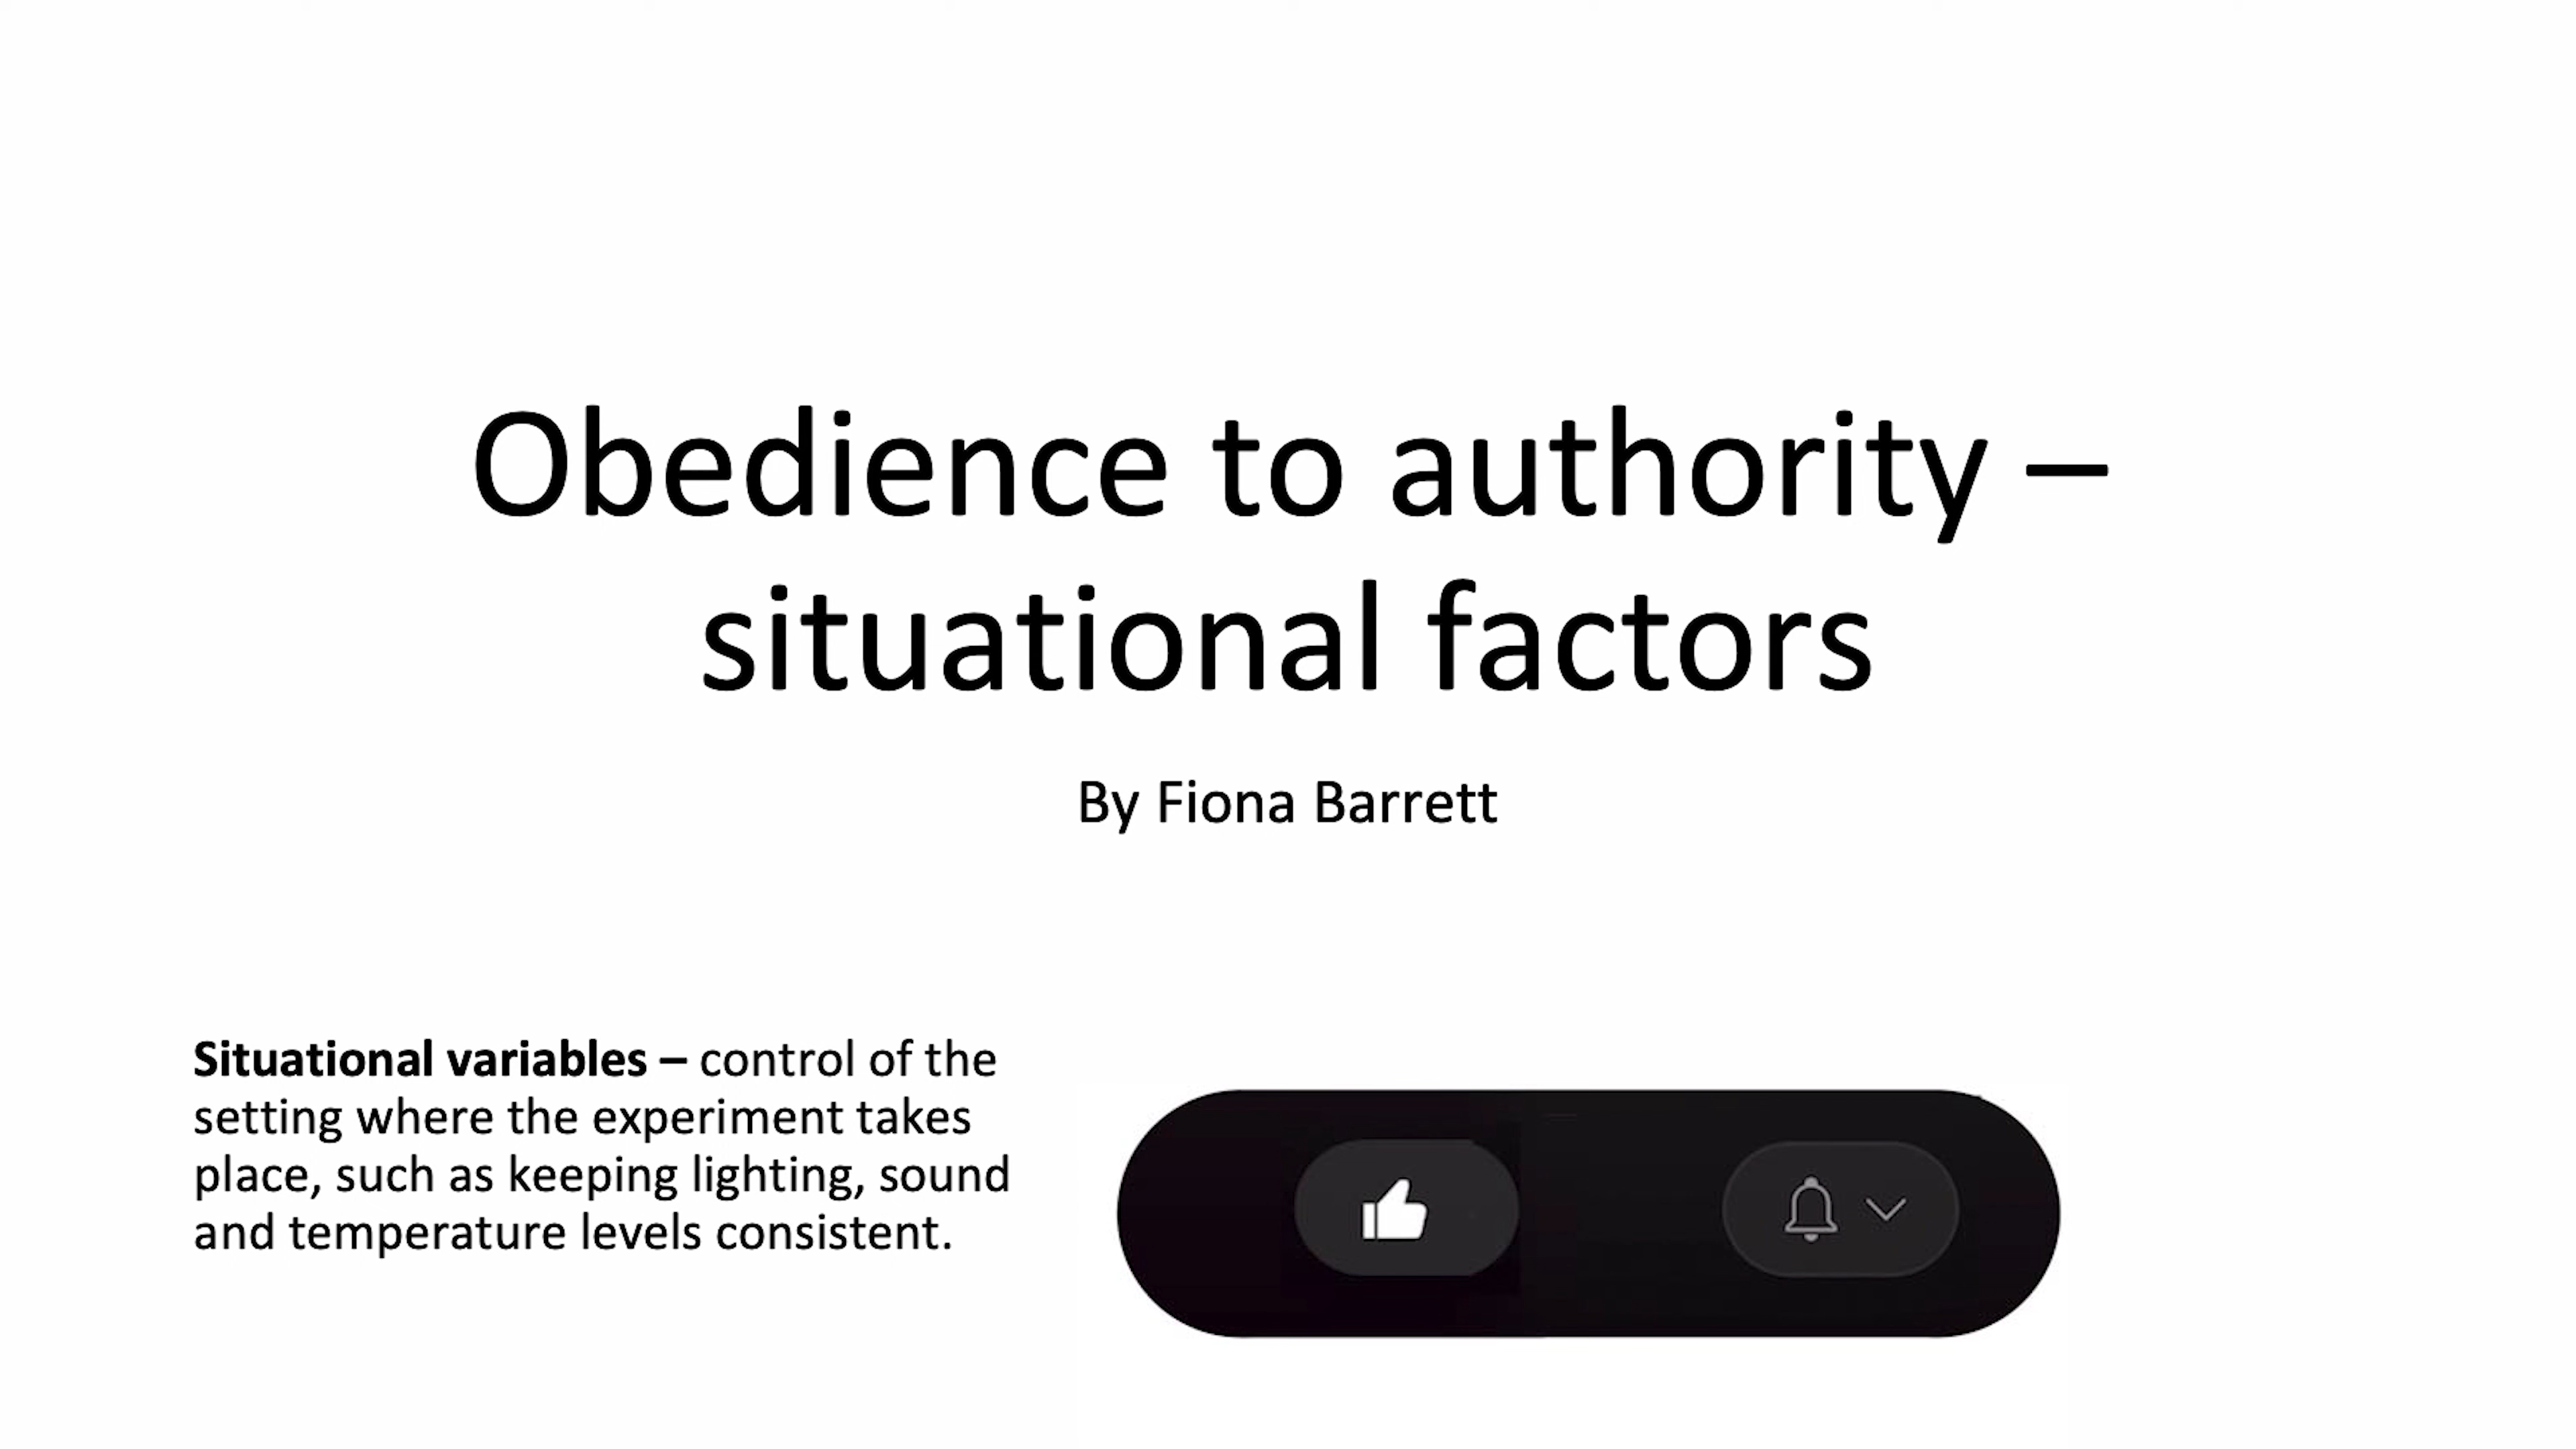 Obedience to authority –
situational factors
By Fiona Barrett
Situational variables – control of the
setting where the experiment takes
place, such as keeping lighting, sound
and temperature levels consistent.